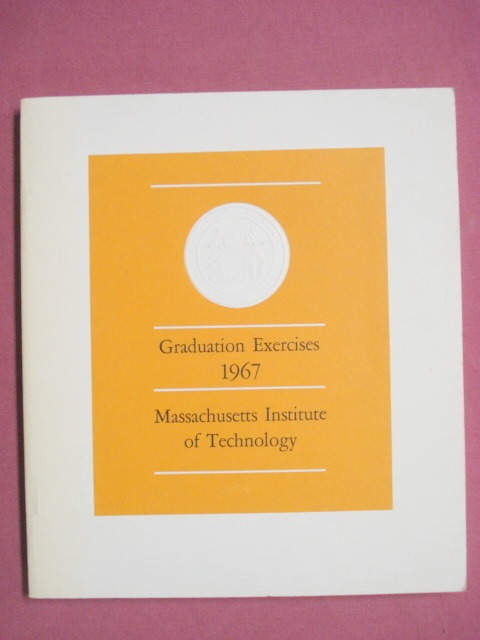 Graduation Exercises
1967
Massachusetts Institute
of Technology